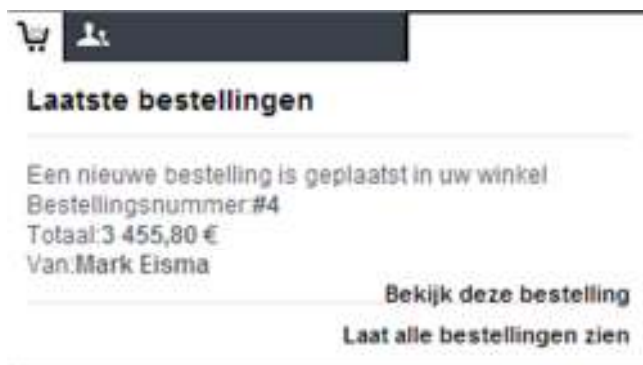 Laatste bestellingen
Een nieuwe bestelling is geplaatst in uw winkel
Bestellingsnummer:#4
Totaal:3 455,80 €
Van:Mark Eisma
Bekijk deze bestelling
Laat alle bestellingen zien